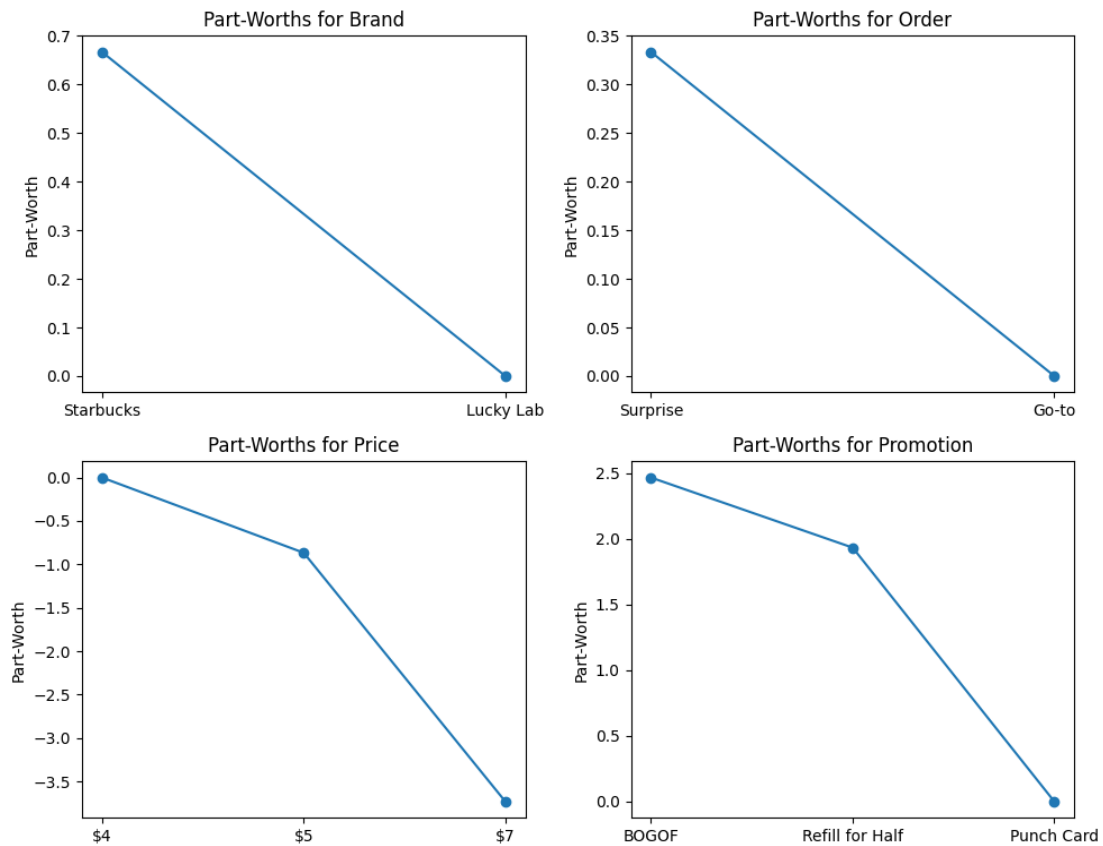 Part-Worths for Brand
Part-Worth
0.7
0.6
0.5
0.4
0.3
0.2
0.1
0.0
Starbucks
Lucky Lab
Part-Worths for Order
Part-Worth
0.35
0.30
0.25
0.20
0.15
0.10
0.05
0.00
Surprise
Go-to
Part-Worths for Price
Part-Worth
0.0
−0.5
−1.0
−1.5
−2.0
−2.5
−3.0
−3.5
$4
$5
$7
Part-Worths for Promotion
Part-Worth
2.5
2.0
1.5
1.0
0.5
0.0
BOGOF
Refill for Half
Punch Card